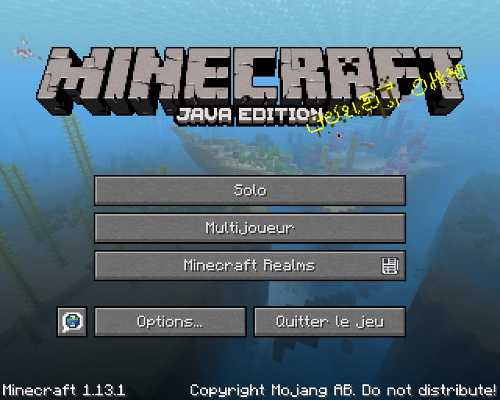 MINECRAFT
JAVA EDITION
Solo
Multijoueur
Minecraft Realms
Options...
Quitter le jeu
Minecraft 1.13.1
Copyright Mojang AB. Do not distribute!